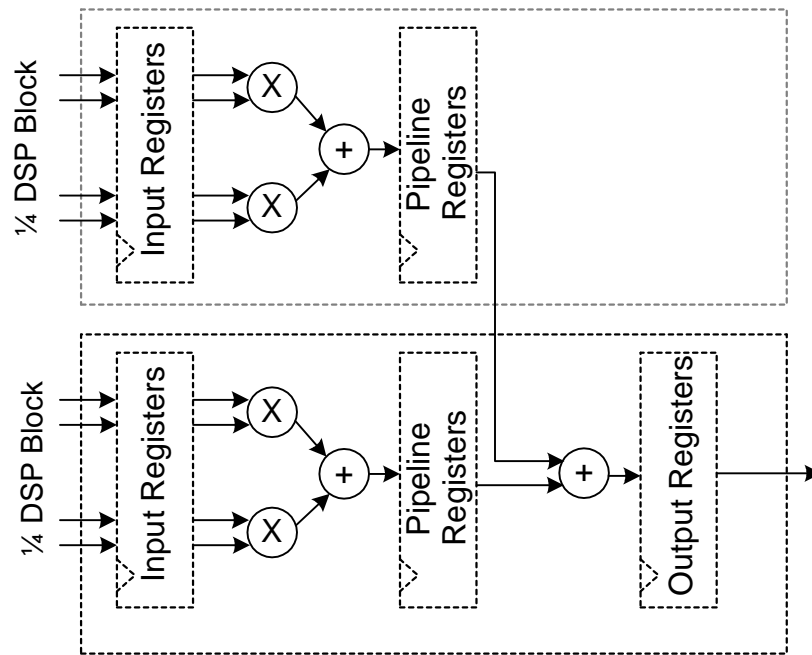 ¼ DSP Block
Input Registers
X
X
+
Pipeline
Registers
¼ DSP Block
Input Registers
X
X
+
Pipeline
Registers
+
Output Registers